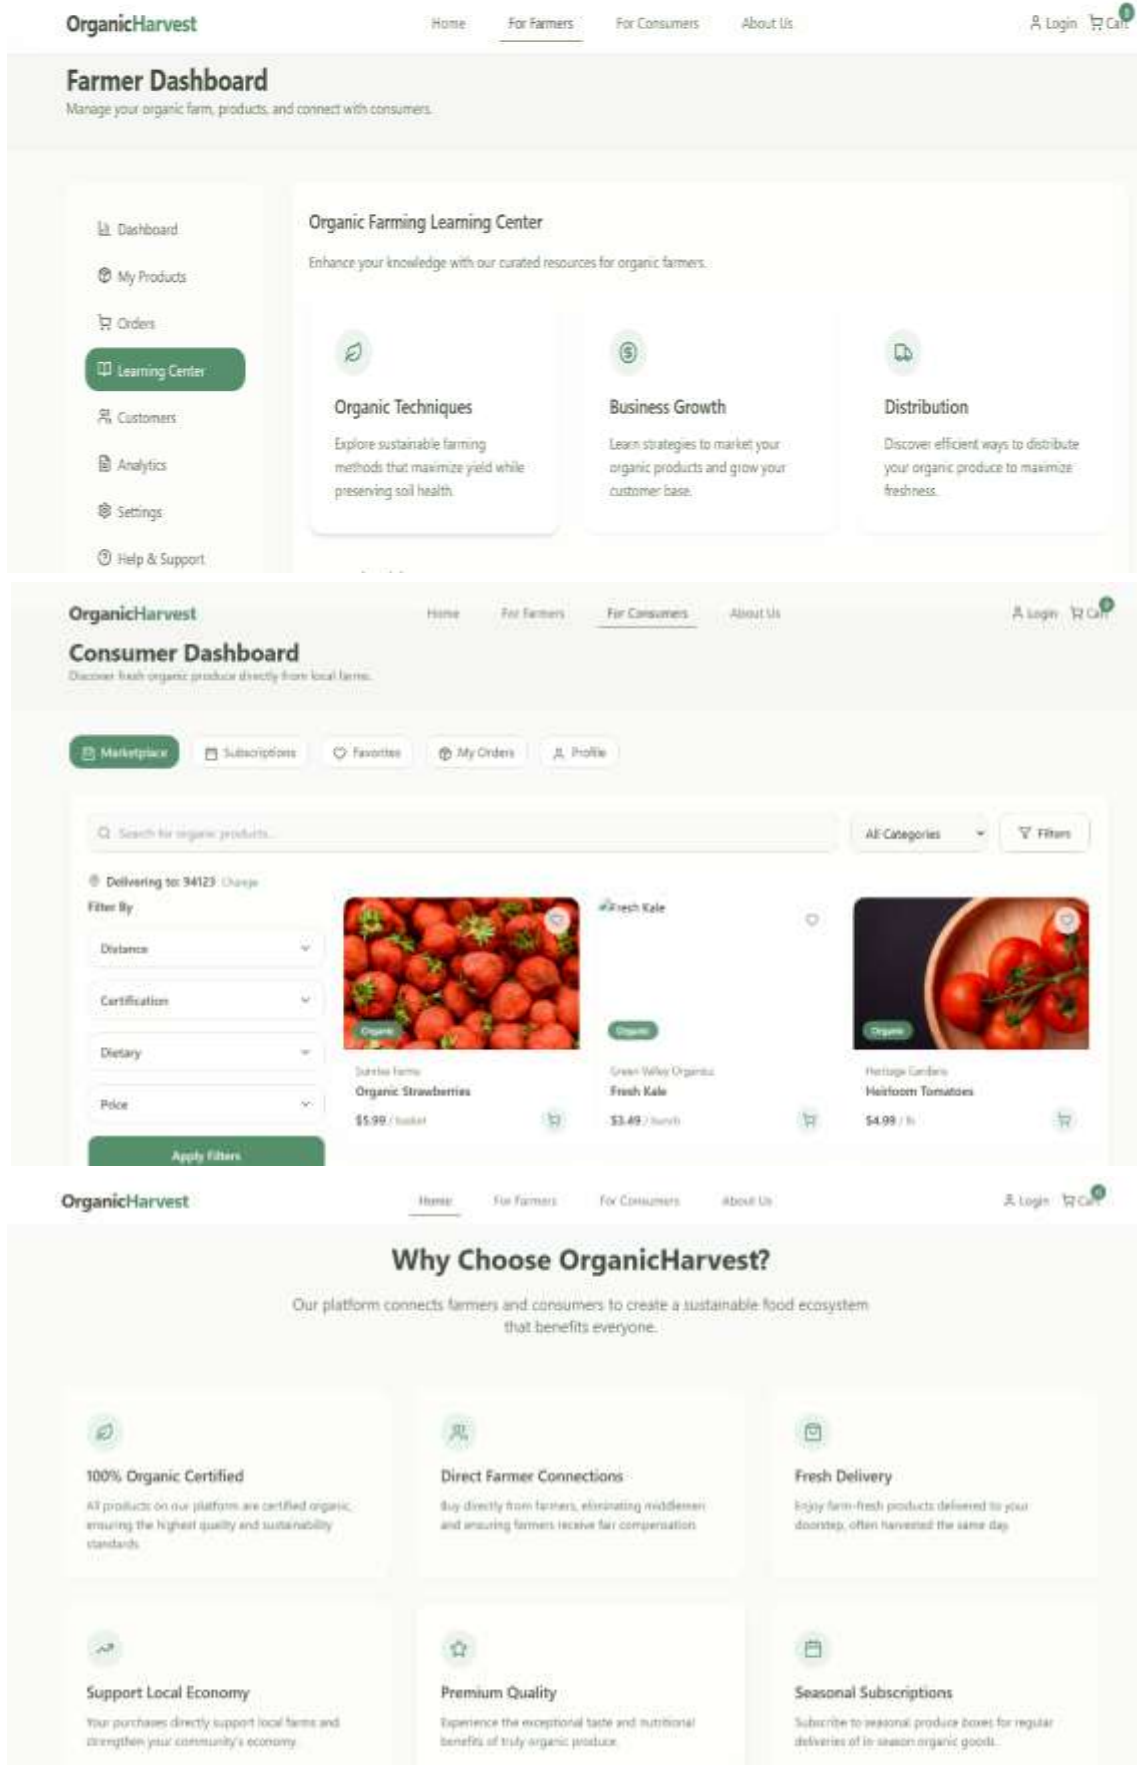 OrganicHarvest
Home For Farmers For Consumers About Us
Login Cart
Farmer Dashboard
Manage your organic farm, products, and connect with consumers.
Dashboard
My Products
Orders
Learning Center
Customers
Analytics
Settings
Help & Support
Organic Farming Learning Center
Enhance your knowledge with our curated resources for organic farmers.
Organic Techniques
Explore sustainable farming
methods that maximize yield while
preserving soil health.
Business Growth
Learn strategies to market your
organic products and grow your
customer base.
Distribution
Discover efficient ways to distribute
your organic produce to maximize
freshness.
OrganicHarvest
Home For Farmers For Consumers About Us
Login Cart
Consumer Dashboard
Discover fresh organic produce directly from local farms.
Marketplace Subscriptions Favorites My Orders Profile
Search for organic products...
All Categories Filters
Delivering to: 94123 Change
Filter By
Distance
Certification
Dietary
Price
Apply Filters
Organic
Sunrise Farms
Organic Strawberries
$5.99 / basket
Fresh Kale
Organic
Green Valley Organics
Fresh Kale
$3.49 / bunch
Organic
Heritage Gardens
Heirloom Tomatoes
$4.99 / lb
OrganicHarvest
Home For Farmers For Consumers About Us
Login Cart
Why Choose OrganicHarvest?
Our platform connects farmers and consumers to create a sustainable food ecosystem
that benefits everyone.
100% Organic Certified
All products on our platform are certified organic,
ensuring the highest quality and sustainability
standards.
Direct Farmer Connections
Buy directly from farmers, eliminating middlemen
and ensuring farmers receive fair compensation.
Fresh Delivery
Enjoy farm-fresh products delivered to your
doorstep, often harvested the same day.
Support Local Economy
Your purchases directly support local farms and
strengthen your community's economy.
Premium Quality
Experience the exceptional taste and nutritional
benefits of truly organic produce.
Seasonal Subscriptions
Subscribe to seasonal produce boxes for regular
deliveries of in-season organic goods.